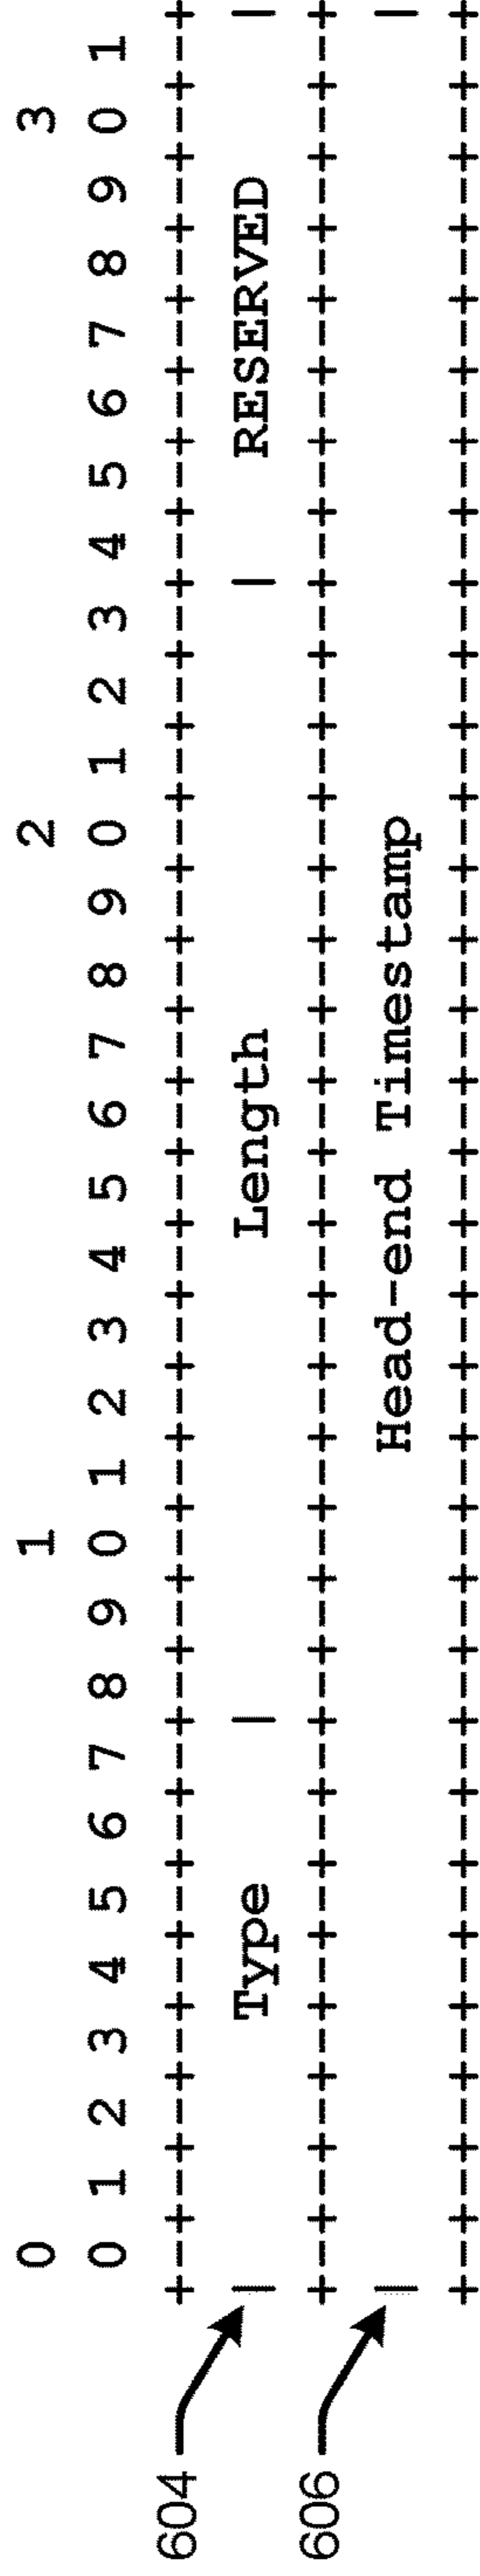 0                   1                   2                   3
 0 1 2 3 4 5 6 7 8 9 0 1 2 3 4 5 6 7 8 9 0 1 2 3 4 5 6 7 8 9 0 1
+-+-+-+-+-+-+-+-+-+-+-+-+-+-+-+-+-+-+-+-+-+-+-+-+-+-+-+-+-+-+-+-+
604 |       Type    |             Length            |   RESERVED    |
+-+-+-+-+-+-+-+-+-+-+-+-+-+-+-+-+-+-+-+-+-+-+-+-+-+-+-+-+-+-+-+-+
606 |                       Head-end Timestamp                      |
+-+-+-+-+-+-+-+-+-+-+-+-+-+-+-+-+-+-+-+-+-+-+-+-+-+-+-+-+-+-+-+-+